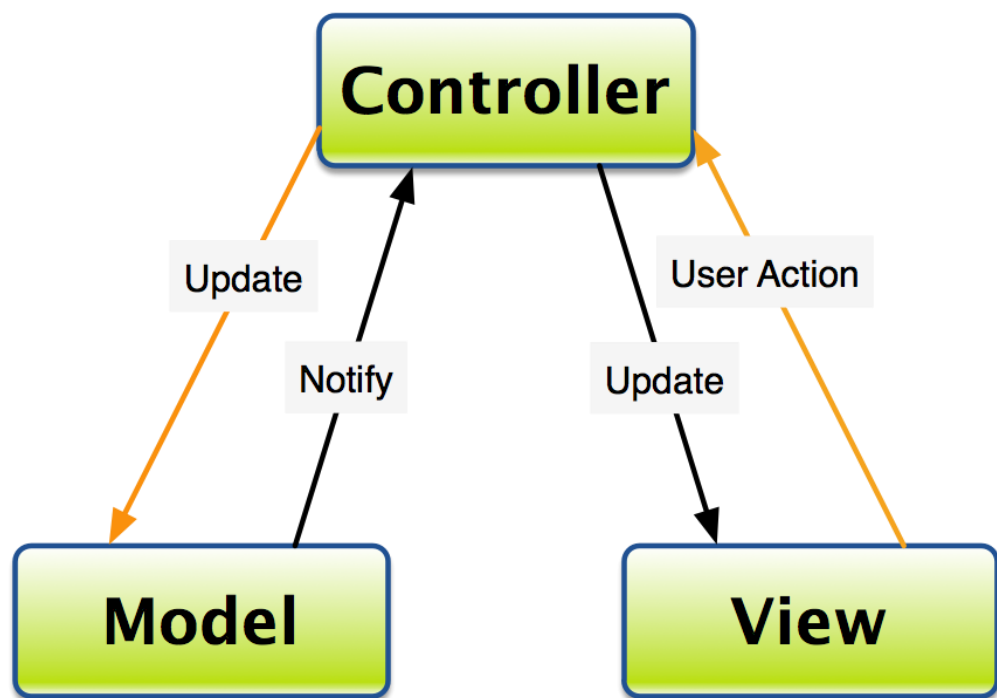 Controller
Update
User Action
Notify
Update
Model
View